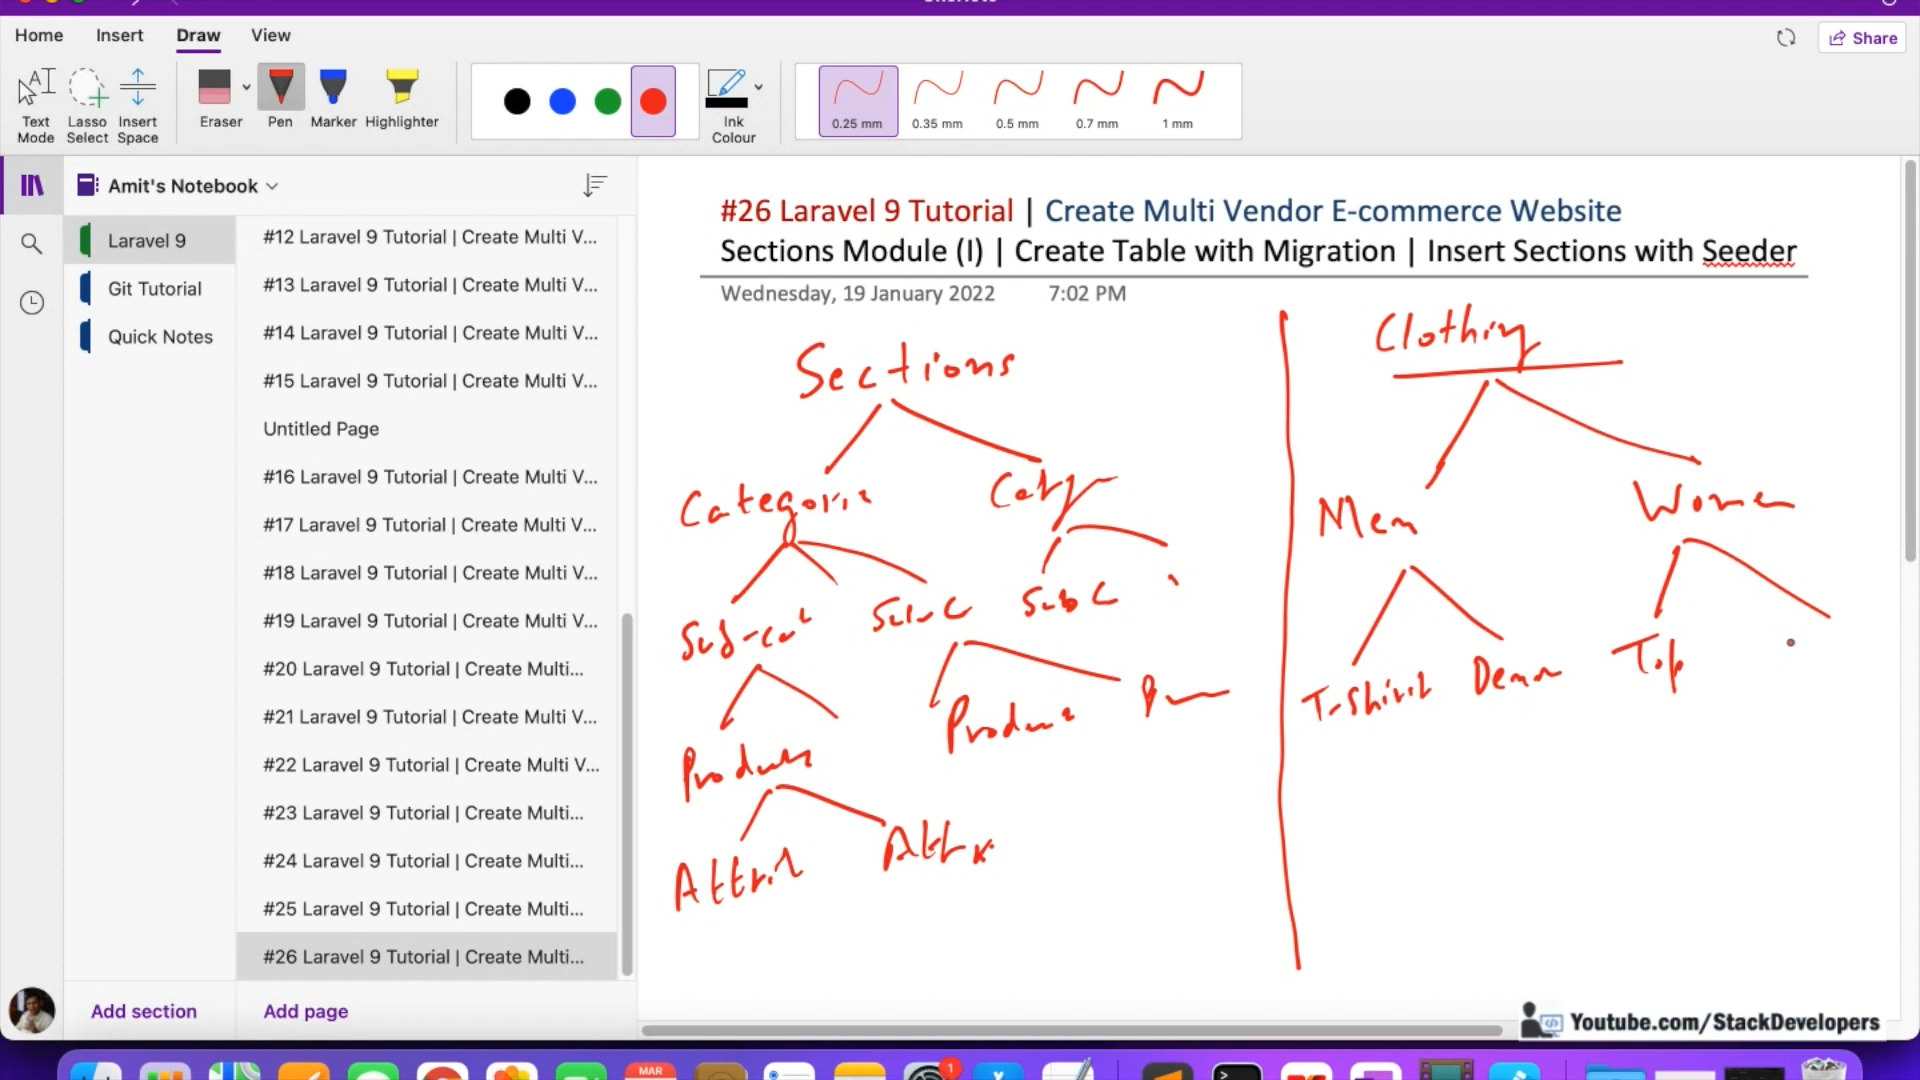 Home Insert Draw View
Share
Text Mode
Lasso Select
Insert Space
Eraser
Pen
Marker
Highlighter
Ink Colour
0.25 mm
0.35 mm
0.5 mm
0.7 mm
1 mm
Amit's Notebook
Laravel 9
Git Tutorial
Quick Notes
#12 Laravel 9 Tutorial | Create Multi V...
#13 Laravel 9 Tutorial | Create Multi V...
#14 Laravel 9 Tutorial | Create Multi V...
#15 Laravel 9 Tutorial | Create Multi V...
Untitled Page
#16 Laravel 9 Tutorial | Create Multi V...
#17 Laravel 9 Tutorial | Create Multi V...
#18 Laravel 9 Tutorial | Create Multi V...
#19 Laravel 9 Tutorial | Create Multi V...
#20 Laravel 9 Tutorial | Create Multi...
#21 Laravel 9 Tutorial | Create Multi V...
#22 Laravel 9 Tutorial | Create Multi V...
#23 Laravel 9 Tutorial | Create Multi...
#24 Laravel 9 Tutorial | Create Multi...
#25 Laravel 9 Tutorial | Create Multi...
#26 Laravel 9 Tutorial | Create Multi...
Add section
Add page
#26 Laravel 9 Tutorial | Create Multi Vendor E-commerce Website
Sections Module (I) | Create Table with Migration | Insert Sections with Seeder
Wednesday, 19 January 2022 7:02 PM
Sections
Sub-cat
Sub C
Clothing
Men
Women
T-Shirt
Top
Youtube.com/StackDevelopers
MAR
1